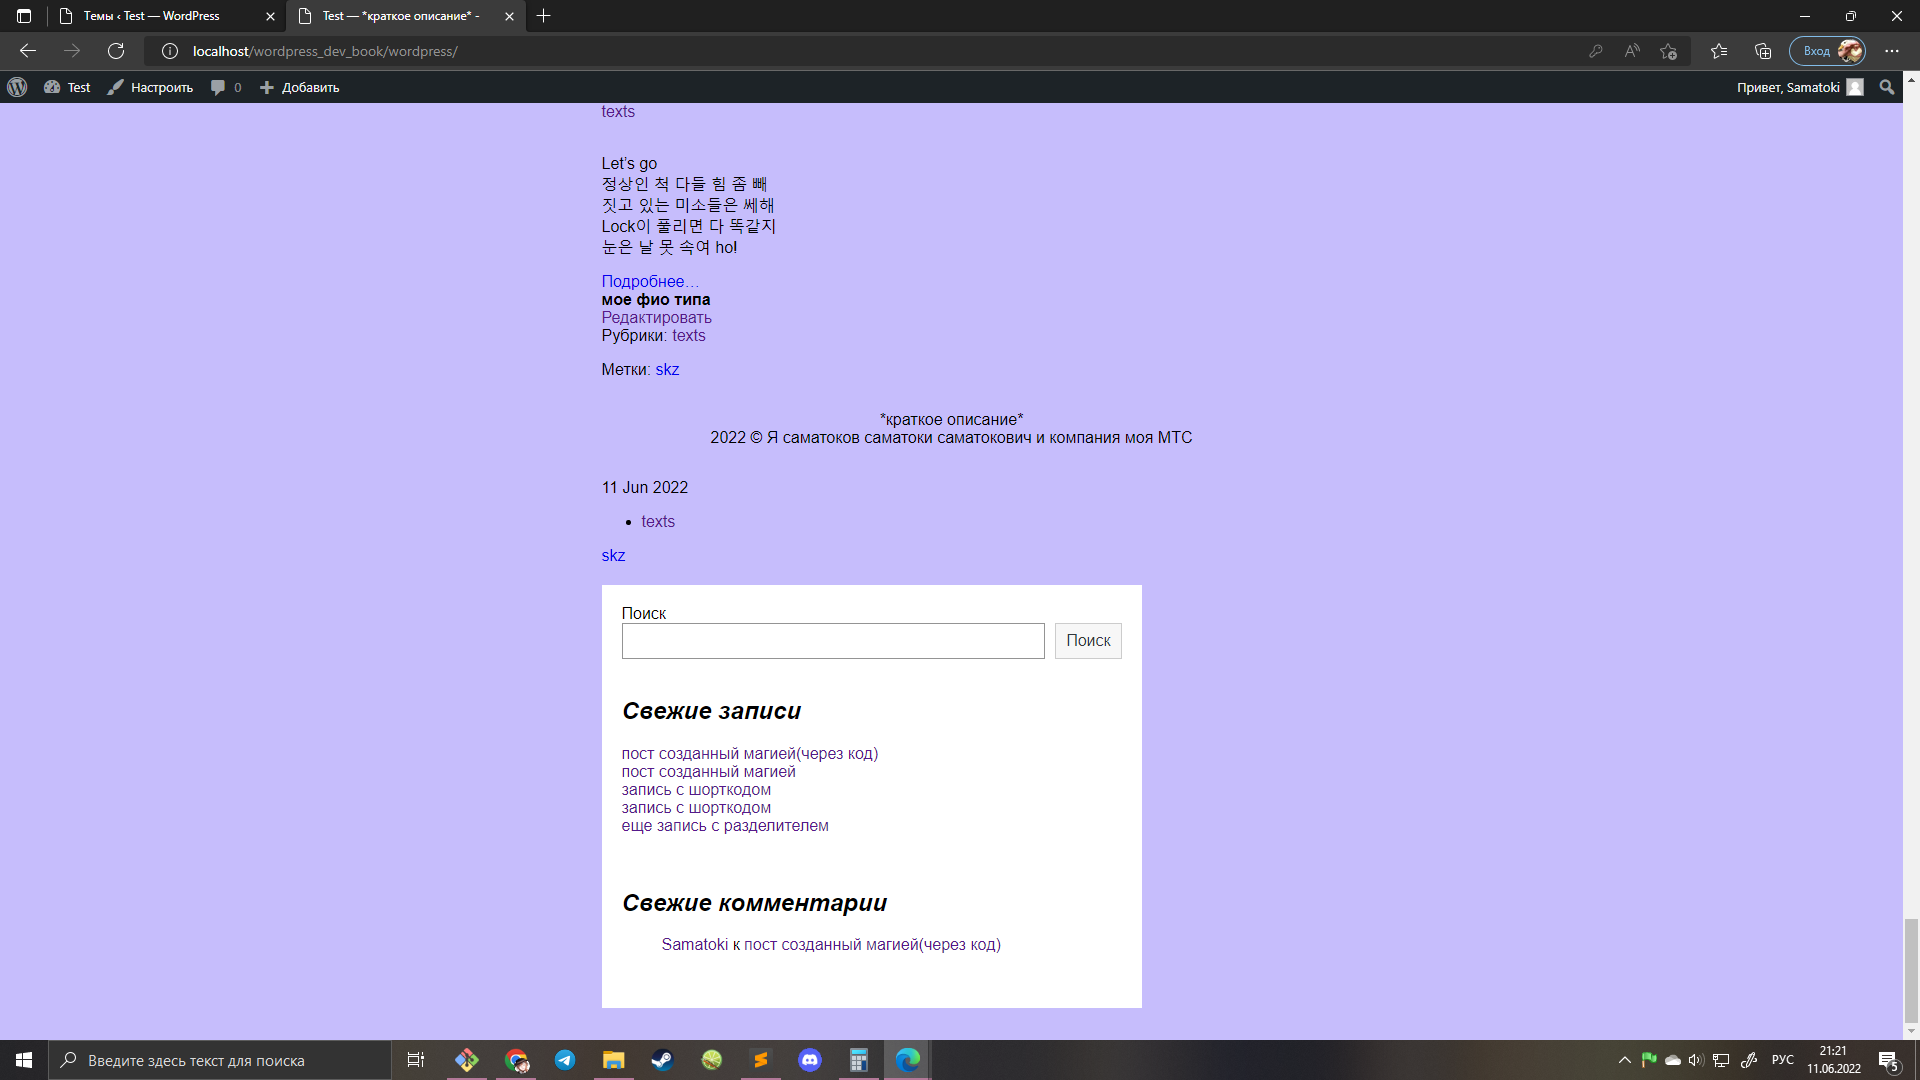 Темы ‹ Test — WordPress
Test — *краткое описание* -
localhost/wordpress_dev_book/wordpress/
Вход
Test
Настроить
0
Добавить
Привет, Samatoki
texts
Let’s go
정상인 척 다들 힘 좀 빼
짓고 있는 미소들은 쎄해
Lock이 풀리면 다 똑같지
눈은 날 못 속여 ho!
Подробнее…
мое фио типа
Редактировать
Рубрики: texts
Метки: skz
*краткое описание*
2022 © Я саматоков саматоки саматокович и компания моя МТС
11 Jun 2022
texts
skz
Поиск
Поиск
Свежие записи
пост созданный магией(через код)
пост созданный магией
запись с шорткодом
запись с шорткодом
еще запись с разделителем
Свежие комментарии
Samatoki к пост созданный магией(через код)
Введите здесь текст для поиска
РУС
21:21
11.06.2022
5